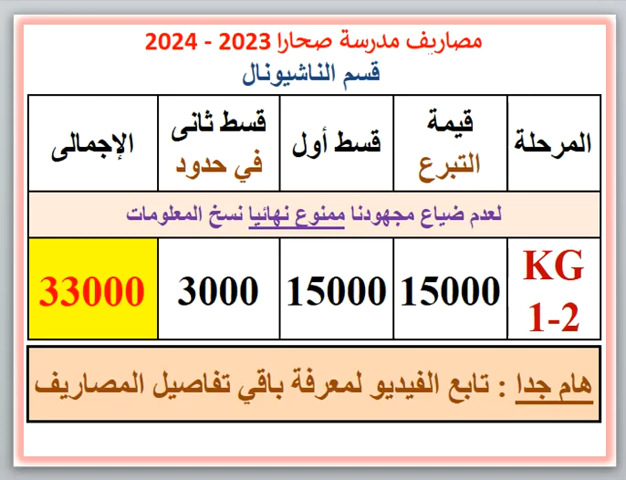 مصاريف مدرسة صحارا 2023 - 2024
قسم الناشيونال
المرحلة
قيمة
التبرع
قسط أول
قسط ثانى
في حدود
الإجمالى
لعدم ضياع مجهودنا ممنوع نهائيا نسخ المعلومات
KG
1-2
15000
15000
3000
33000
هام جدا : تابع الفيديو لمعرفة باقي تفاصيل المصاريف